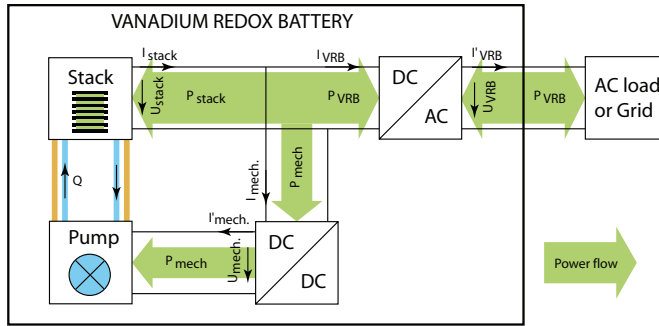 VANADIUM REDOX BATTERY
I stack
I VRB
I' VRB
Stack
U stack
P stack
P VRB
DC
AC
U VRB
P VRB
AC load
or Grid
Q
I mech.
P mech
I' mech.
Pump
P mech
U mech.
DC
DC
Power flow